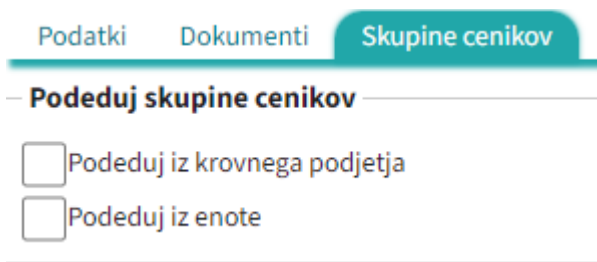 Podatki Dokumenti Skupine cenikov
Podeduj skupine cenikov
Podeduj iz krovnega podjetja
Podeduj iz enote